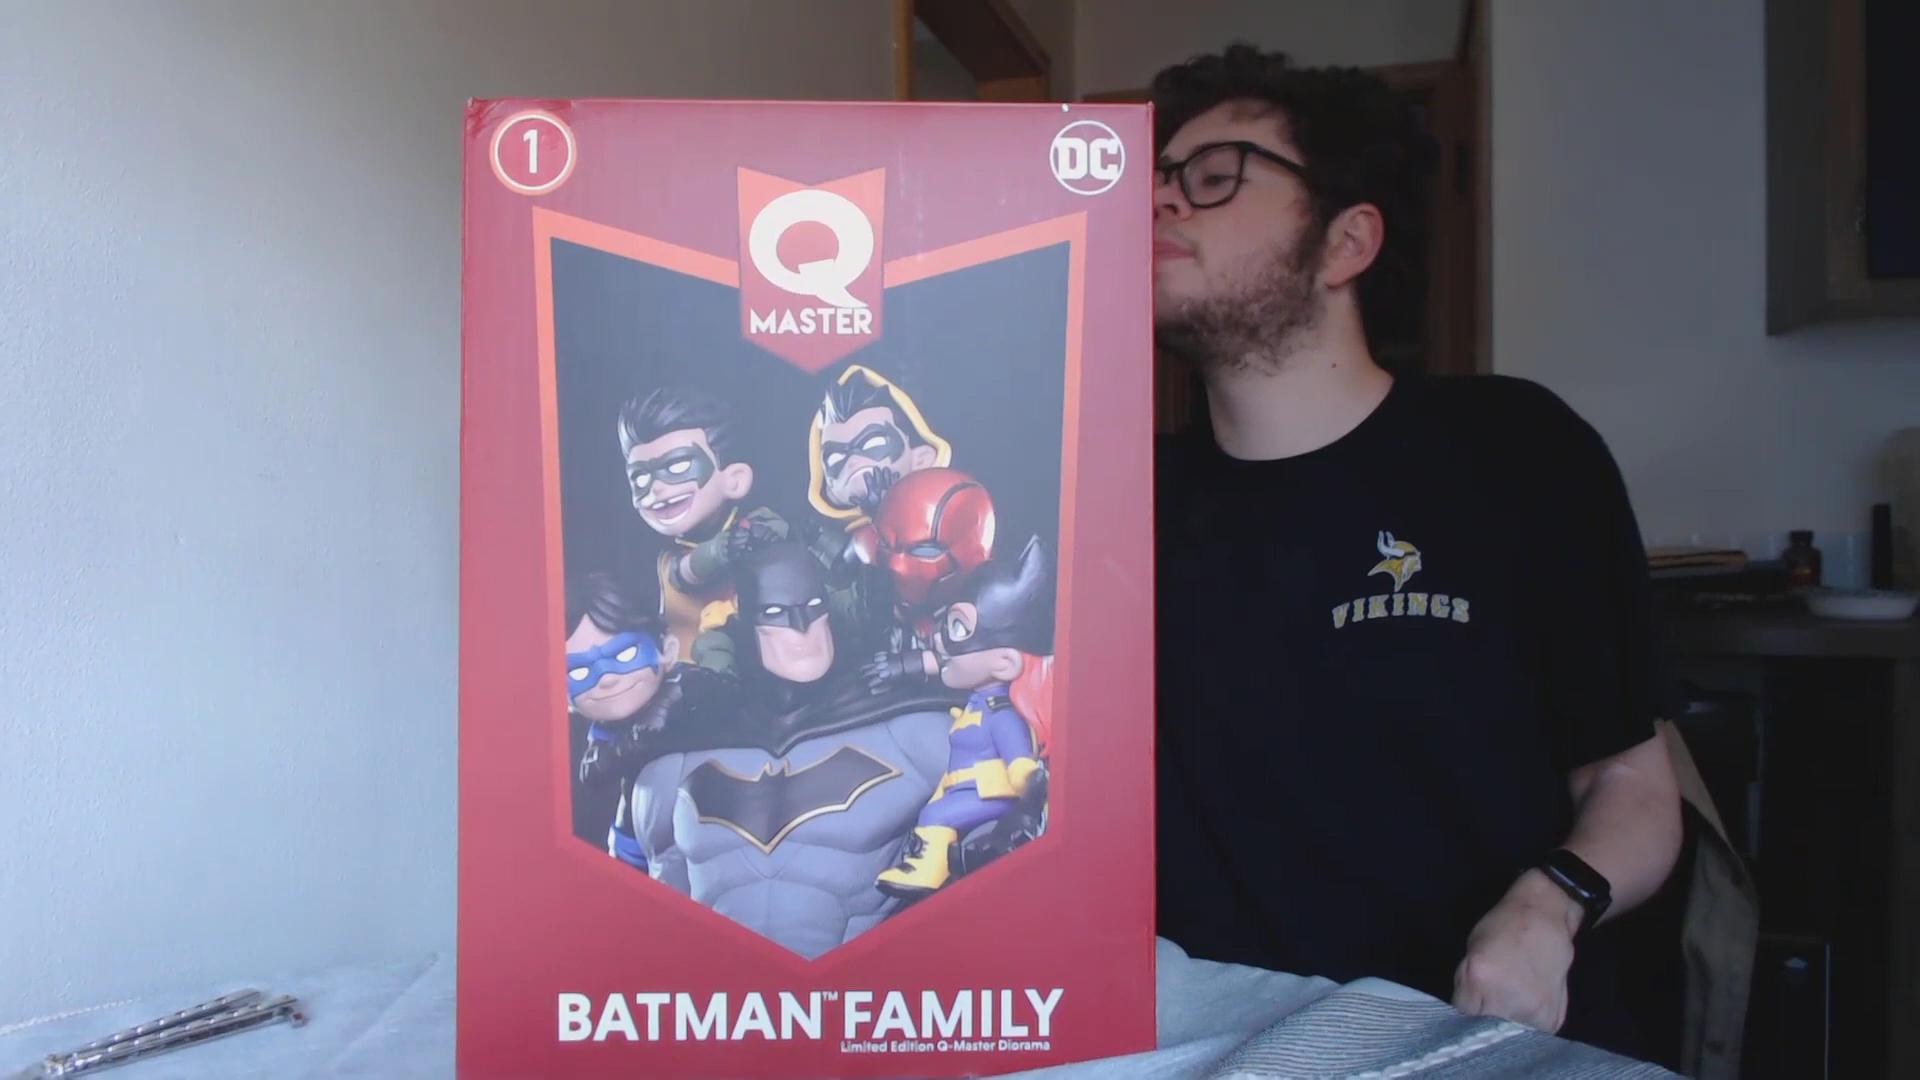 1
DC
Q
MASTER
VIKINGS
BATMAN™ FAMILY
Limited Edition Q-Master Diorama